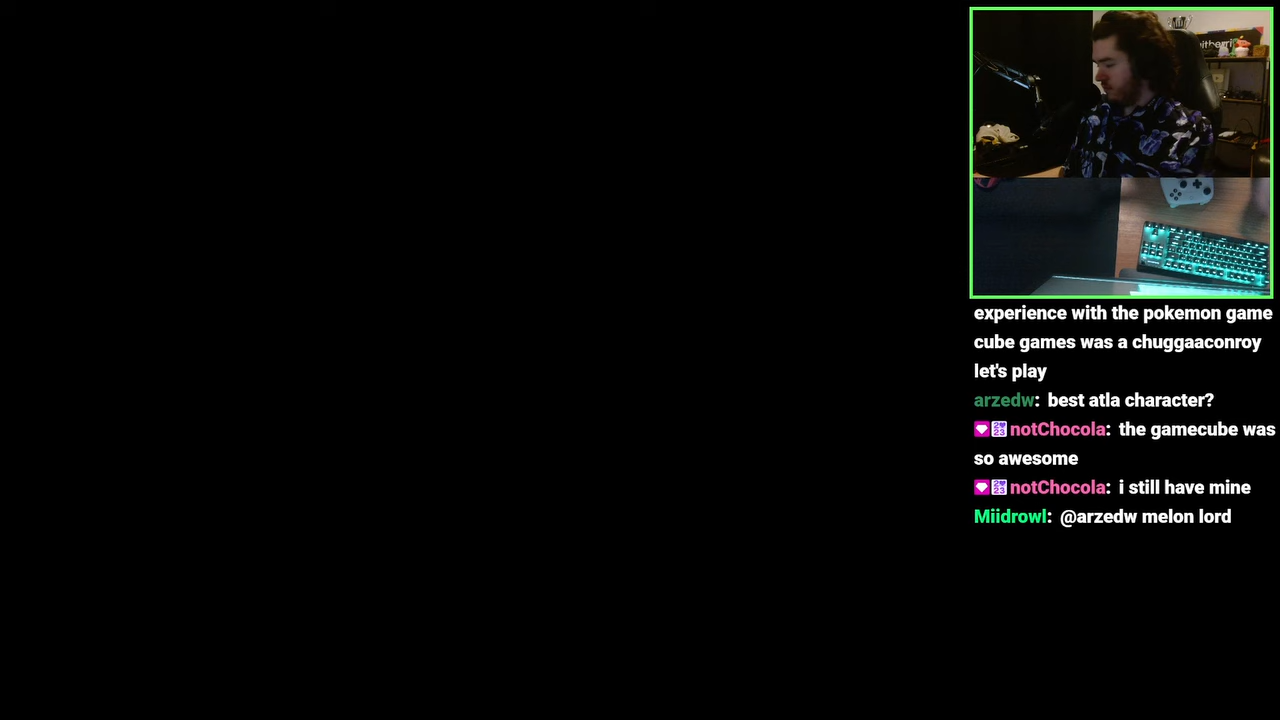 experience with the pokemon game
cube games was a chuggaaconroy
let's play
arzedw: best atla character?
notChocola: the gamecube was
so awesome
notChocola: i still have mine
Miidrowl: @arzedw melon lord